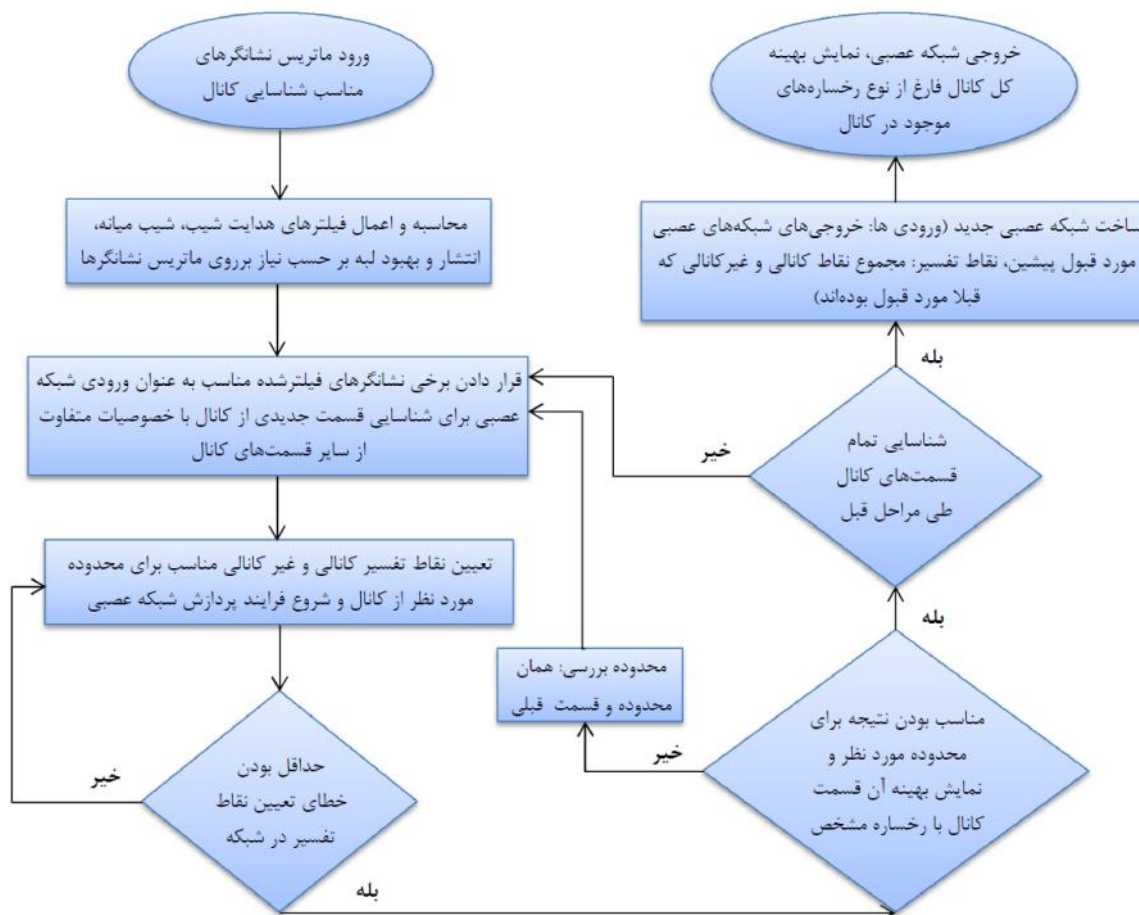 ورود ماتریس نشانگرهای
مناسب شناسایی کانال
محاسبه و اعمال فیلترهای هدایت شیب، شیب میانه،
انتشار و بهبود لبه بر حسب نیاز برروی ماتریس نشانگرها
قرار دادن برخی نشانگرهای فیلترشده مناسب به عنوان ورودی شبکه
عصبی برای شناسایی قسمت جدیدی از کانال با خصوصیات متفاوت
از سایر قسمت‌های کانال
تعیین نقاط تفسیر کانالی و غیر کانالی مناسب برای محدوده
مورد نظر از کانال و شروع فرایند پردازش شبکه عصبی
حداقل بودن
خطای تعیین نقاط
تفسیر در شبکه
خیر
بله
مناسب بودن نتیجه برای
محدوده مورد نظر و
نمایش بهینه آن قسمت
کانال با رخساره مشخص
خیر
محدوده بررسی: همان
محدوده و قسمت قبلی
بله
شناسایی تمام
قسمت‌های کانال
طی مراحل قبل
خیر
بله
ساخت شبکه عصبی جدید (ورودی ها: خروجی‌های شبکه‌های عصبی
مورد قبول پیشین، نقاط تفسیر: مجموع نقاط کانالی و غیرکانالی که
قبلا مورد قبول بوده‌اند)
خروجی شبکه عصبی، نمایش بهینه
کل کانال فارغ از نوع رخساره‌های
موجود در کانال